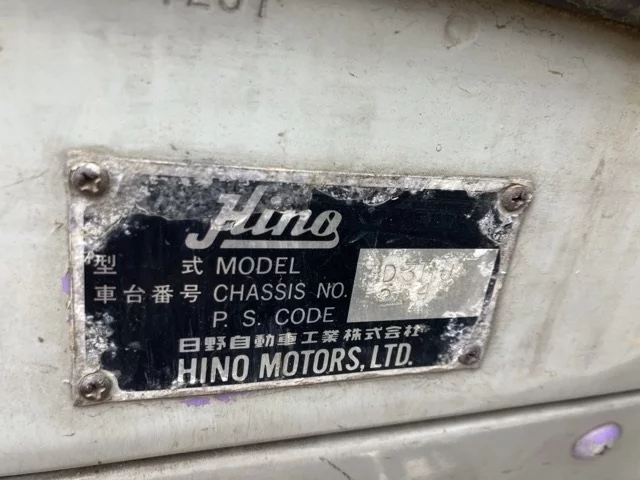 Hino
型 式 MODEL
車台番号 CHASSIS NO.
P. S. CODE
日野自動車工業株式会社
HINO MOTORS, LTD.